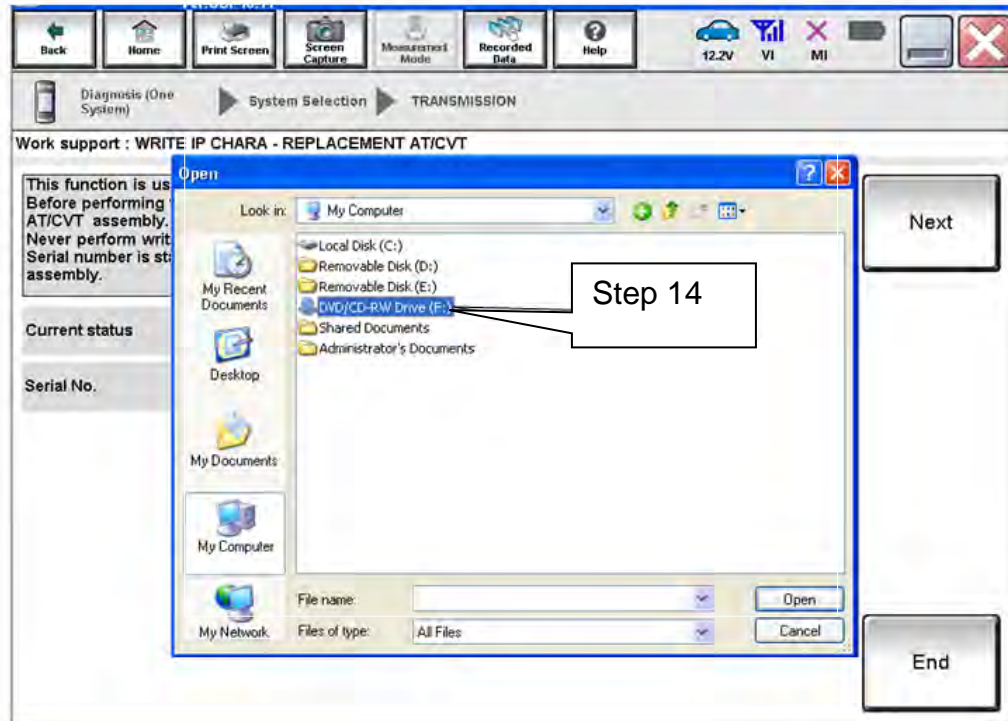 Back
Home
Print Screen
Screen Capture
Measurement Mode
Recorded Data
Help
12.2V
VI
MI
Diagnosis (One System)
System Selection
TRANSMISSION
Work support : WRITE IP CHARA - REPLACEMENT AT/CVT
This function is us
Before performing
AT/CVT assembly.
Never perform writ
Serial number is sta
assembly.
Current status
Serial No.
Next
End
Open
Look in:
My Computer
My Recent Documents
Desktop
My Documents
My Computer
My Network
Local Disk (C:)
Removable Disk (D:)
Removable Disk (E:)
DVD/CD-RW Drive (F:)
Shared Documents
Administrator's Documents
Step 14
File name:
Open
Files of type:
All Files
Cancel